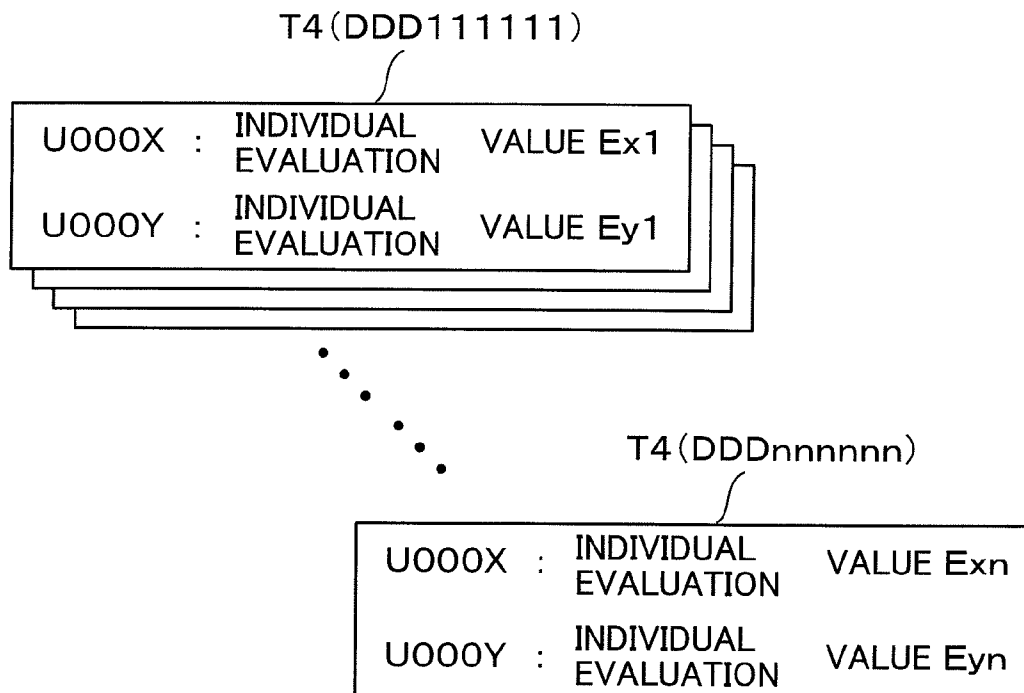 T4(DDD111111)
U000X : INDIVIDUAL EVALUATION VALUE Ex1
U000Y : INDIVIDUAL EVALUATION VALUE Ey1
T4(DDDnnnnnn)
U000X : INDIVIDUAL EVALUATION VALUE Exn
U000Y : INDIVIDUAL EVALUATION VALUE Eyn